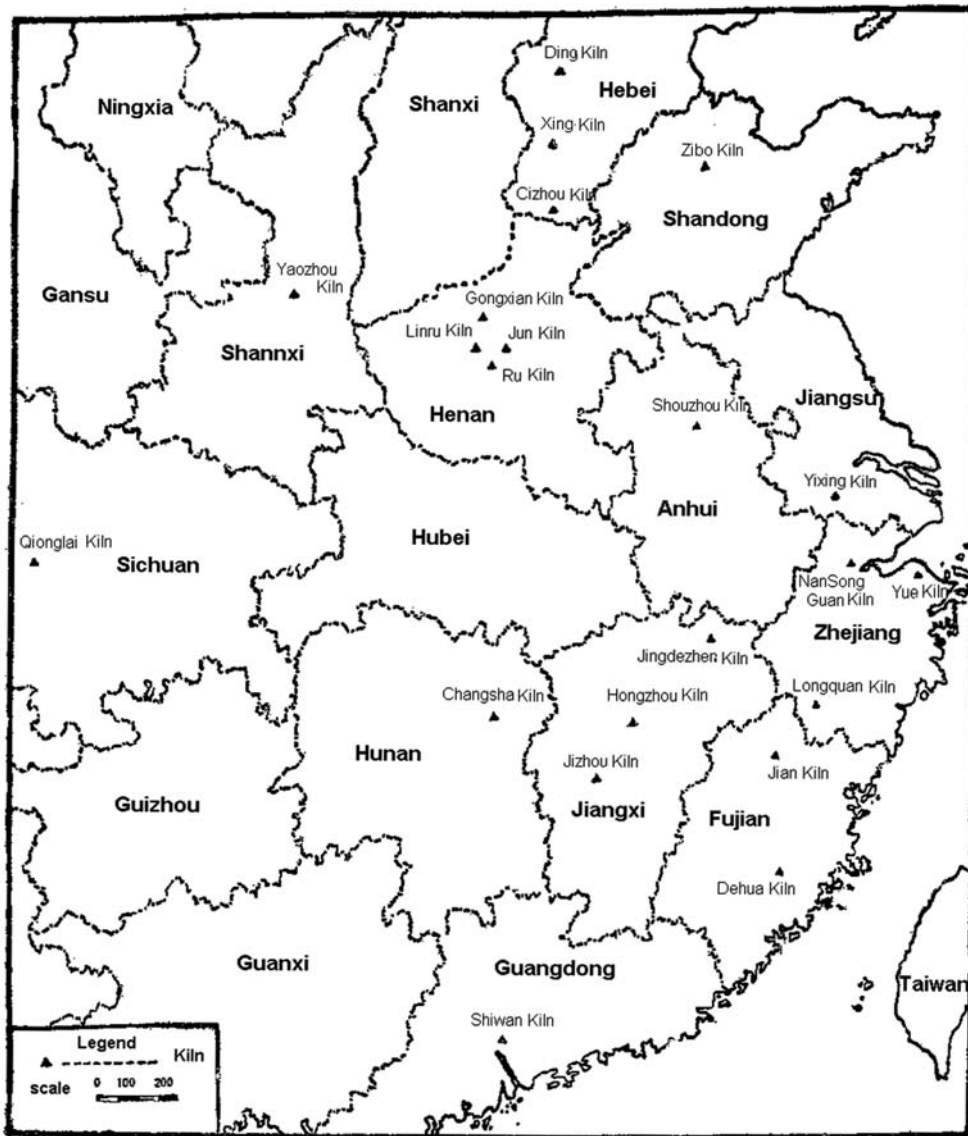 Ding Kiln
Ningxia
Shanxi
Hebei
Xing Kiln
Zibo Kiln
Cizhou Kiln
Shandong
Yaozhou
Kiln
Gansu
Gongxian Kiln
Linru Kiln
Jun Kiln
Shannxi
Ru Kiln
Henan
Shouzhou Kiln
Jiangsu
Yixing Kiln
Anhui
Hubei
Qionglai Kiln
Sichuan
NanSong
Guan Kiln
Yue Kiln
Zhejiang
Jingdezhen Kiln
Longquan Kiln
Changsha Kiln
Hongzhou Kiln
Hunan
Jizhou Kiln
Jian Kiln
Guizhou
Jiangxi
Fujian
Dehua Kiln
Guanxi
Guangdong
Taiwan
Shiwan Kiln
Legend
Kiln
scale
0 100 200